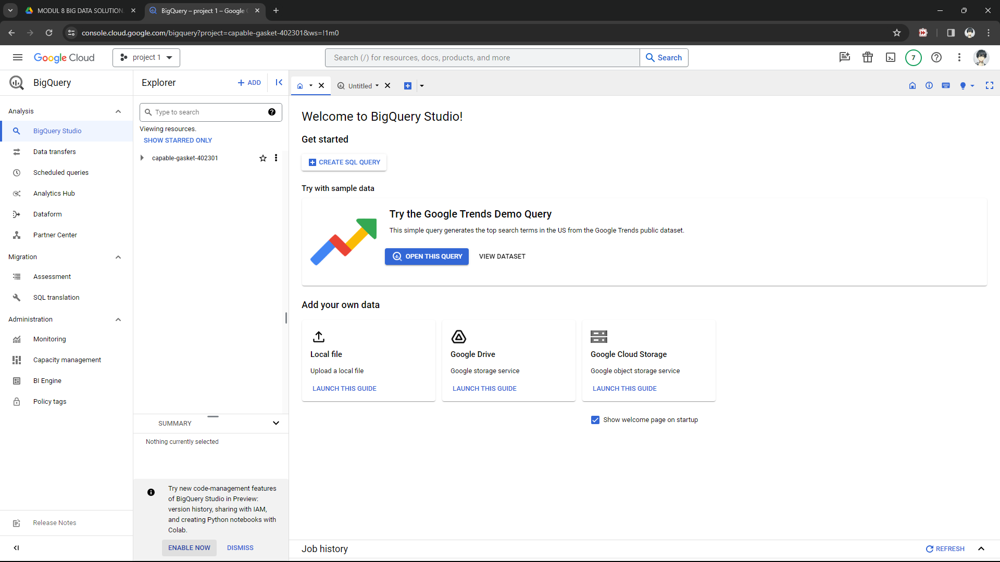 MODUL 8 BIG DATA SOLUTION
BigQuery – project 1 – Google
console.cloud.google.com/bigquery?project=capable-gasket-402301&ws=!1m0
Google Cloud
project 1
Search (/) for resources, docs, products, and more
Search
7
BigQuery
Analysis
BigQuery Studio
Data transfers
Scheduled queries
Analytics Hub
Dataform
Partner Center
Migration
Assessment
SQL translation
Administration
Monitoring
Capacity management
BI Engine
Policy tags
Release Notes
Explorer
ADD
Type to search
Viewing resources.
SHOW STARRED ONLY
capable-gasket-402301
SUMMARY
Nothing currently selected
Try new code-management features
of BigQuery Studio in Preview:
version history, sharing with IAM,
and creating Python notebooks with
Colab.
ENABLE NOW
DISMISS
Untitled
Welcome to BigQuery Studio!
Get started
CREATE SQL QUERY
Try with sample data
Try the Google Trends Demo Query
This simple query generates the top search terms in the US from the Google Trends public dataset.
OPEN THIS QUERY
VIEW DATASET
Add your own data
Local file
Upload a local file
LAUNCH THIS GUIDE
Google Drive
Google storage service
LAUNCH THIS GUIDE
Google Cloud Storage
Google object storage service
LAUNCH THIS GUIDE
Show welcome page on startup
Job history
REFRESH